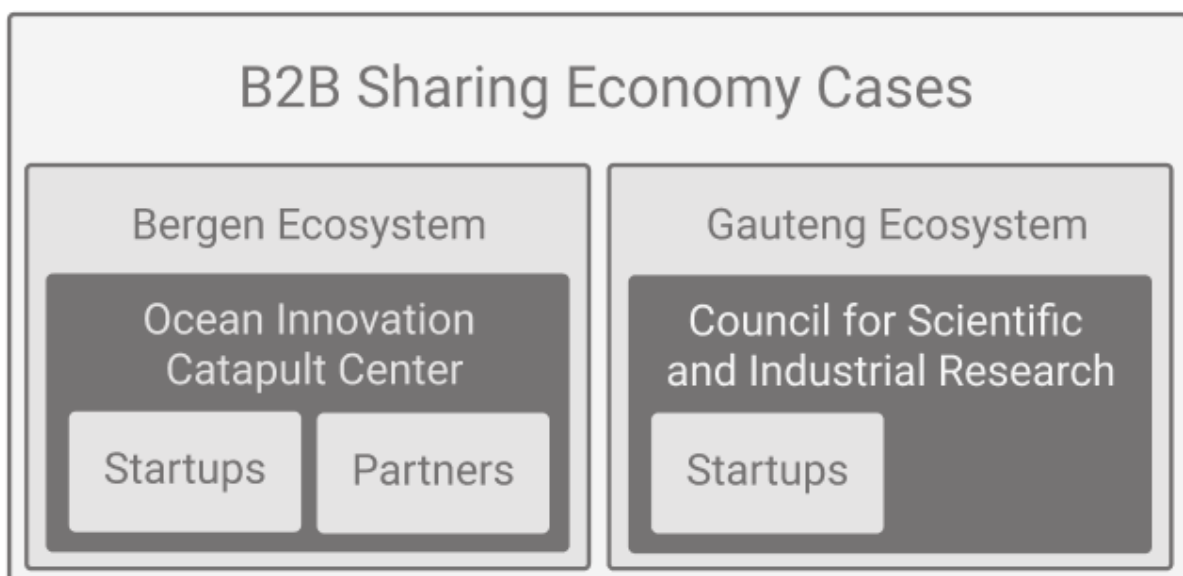 B2B Sharing Economy Cases
Bergen Ecosystem
Ocean Innovation
Catapult Center
Startups
Partners
Gauteng Ecosystem
Council for Scientific
and Industrial Research
Startups